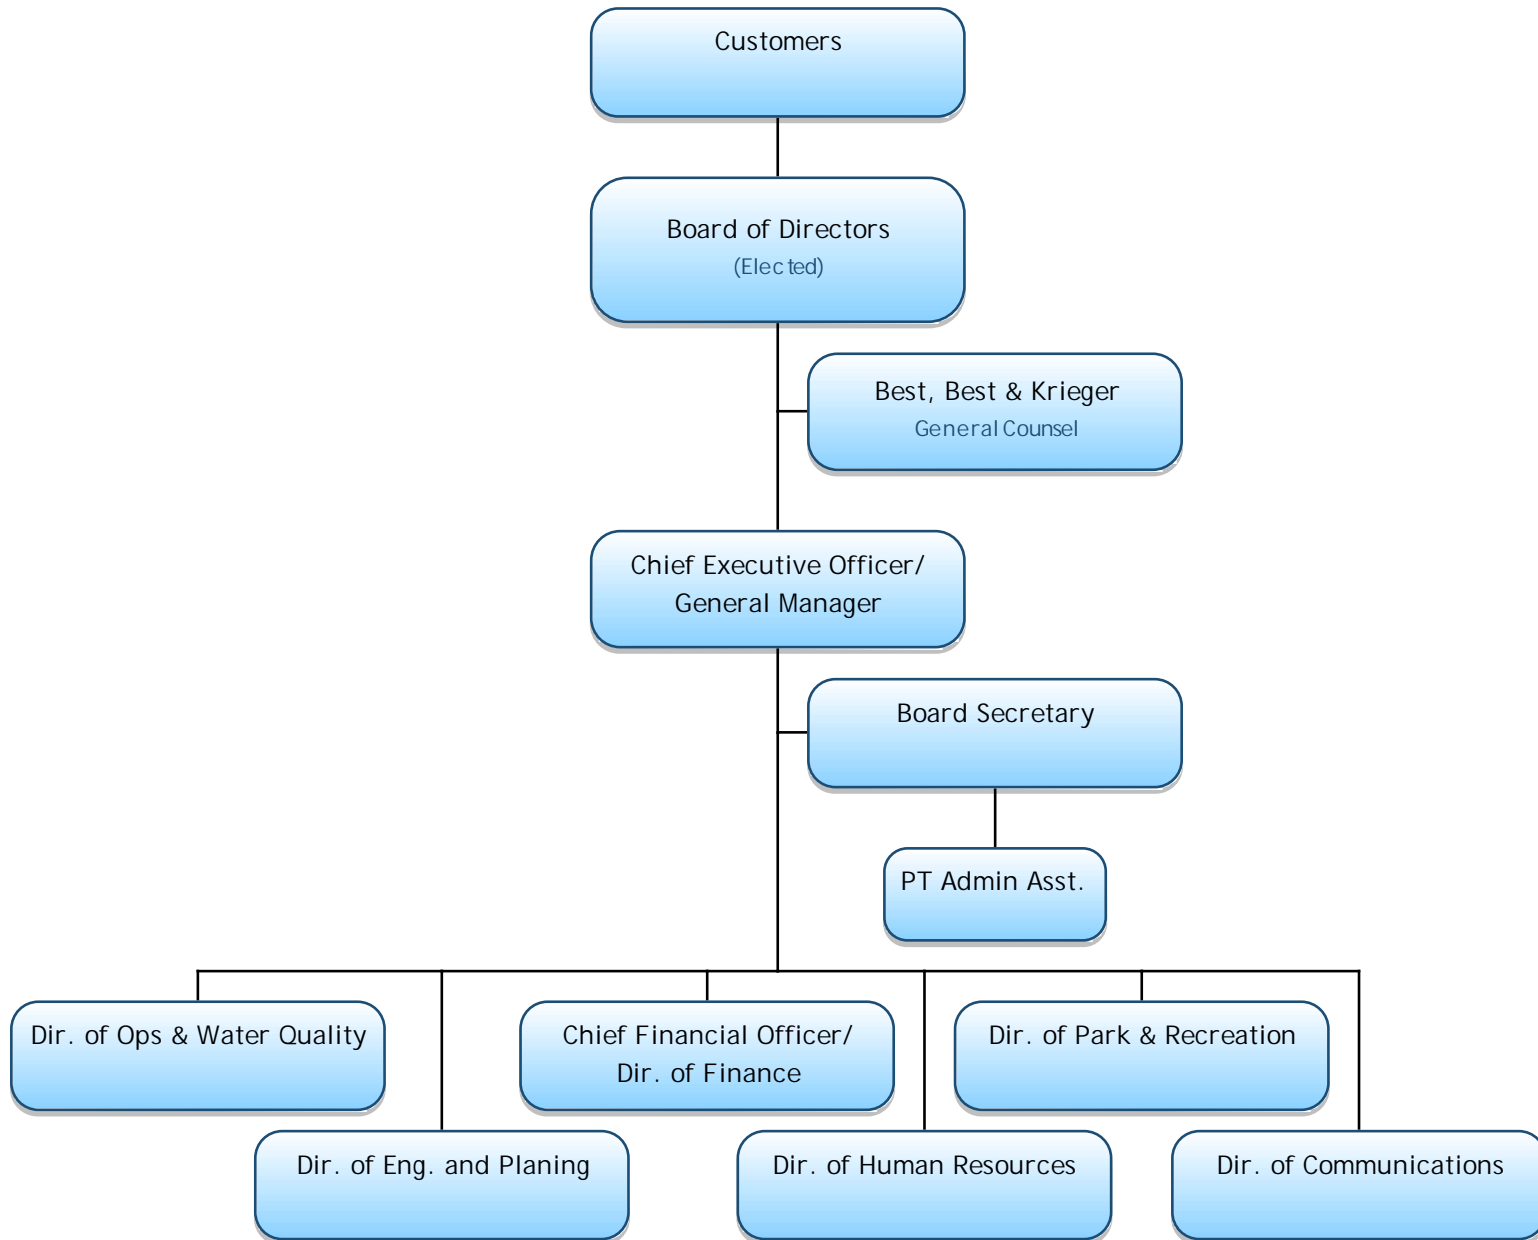 Customers
Board of Directors
(Elected)
Best, Best & Krieger
General Counsel
Chief Executive Officer/
General Manager
Board Secretary
PT Admin Asst.
Dir. of Ops & Water Quality
Chief Financial Officer/
Dir. of Finance
Dir. of Park & Recreation
Dir. of Eng. and Planing
Dir. of Human Resources
Dir. of Communications